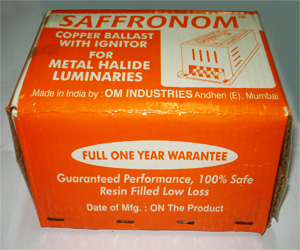 SAFFRONOM
COPPER BALLAST
WITH IGNITOR
FOR
METAL HALIDE
LUMINARIES
Made in India by : OM INDUSTRIES Andheri (E), Mumbai
FULL ONE YEAR WARANTEE
Guaranteed Performance, 100% Safe
Resin Filled Low Loss
Date of Mfg. : ON The Product